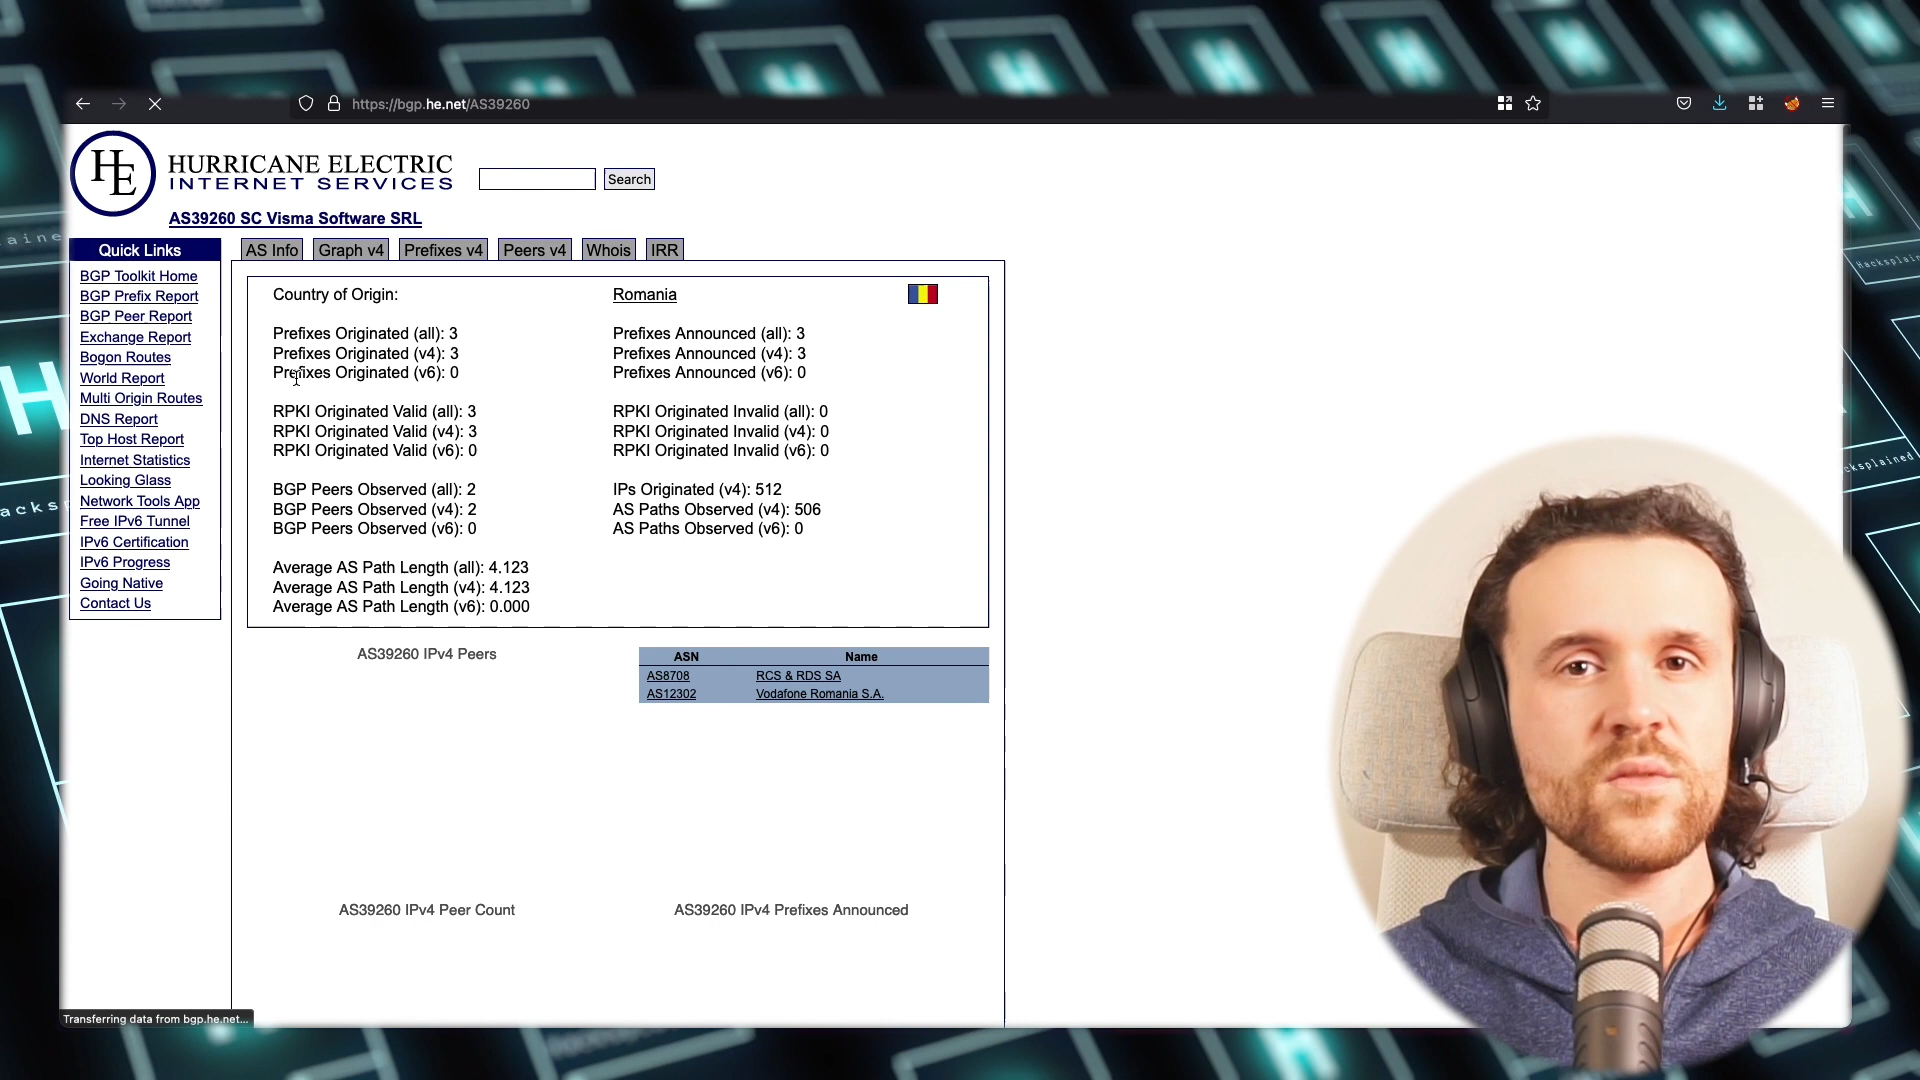 https://bgp.he.net/AS39260
HE
HURRICANE ELECTRIC
INTERNET SERVICES
Search
AS39260 SC Visma Software SRL
Quick Links
BGP Toolkit Home
BGP Prefix Report
BGP Peer Report
Exchange Report
Bogon Routes
World Report
Multi Origin Routes
DNS Report
Top Host Report
Internet Statistics
Looking Glass
Network Tools App
Free IPv6 Tunnel
IPv6 Certification
IPv6 Progress
Going Native
Contact Us
AS Info Graph v4 Prefixes v4 Peers v4 Whois IRR
Country of Origin: Romania
Prefixes Originated (all): 3 Prefixes Announced (all): 3
Prefixes Originated (v4): 3 Prefixes Announced (v4): 3
Prefixes Originated (v6): 0 Prefixes Announced (v6): 0
RPKI Originated Valid (all): 3 RPKI Originated Invalid (all): 0
RPKI Originated Valid (v4): 3 RPKI Originated Invalid (v4): 0
RPKI Originated Valid (v6): 0 RPKI Originated Invalid (v6): 0
BGP Peers Observed (all): 2 IPs Originated (v4): 512
BGP Peers Observed (v4): 2 AS Paths Observed (v4): 506
BGP Peers Observed (v6): 0 AS Paths Observed (v6): 0
Average AS Path Length (all): 4.123
Average AS Path Length (v4): 4.123
Average AS Path Length (v6): 0.000
AS39260 IPv4 Peers
ASN Name
AS8708 RCS & RDS SA
AS12302 Vodafone Romania S.A.
AS39260 IPv4 Peer Count AS39260 IPv4 Prefixes Announced
Transferring data from bgp.he.net...
Hacksplained